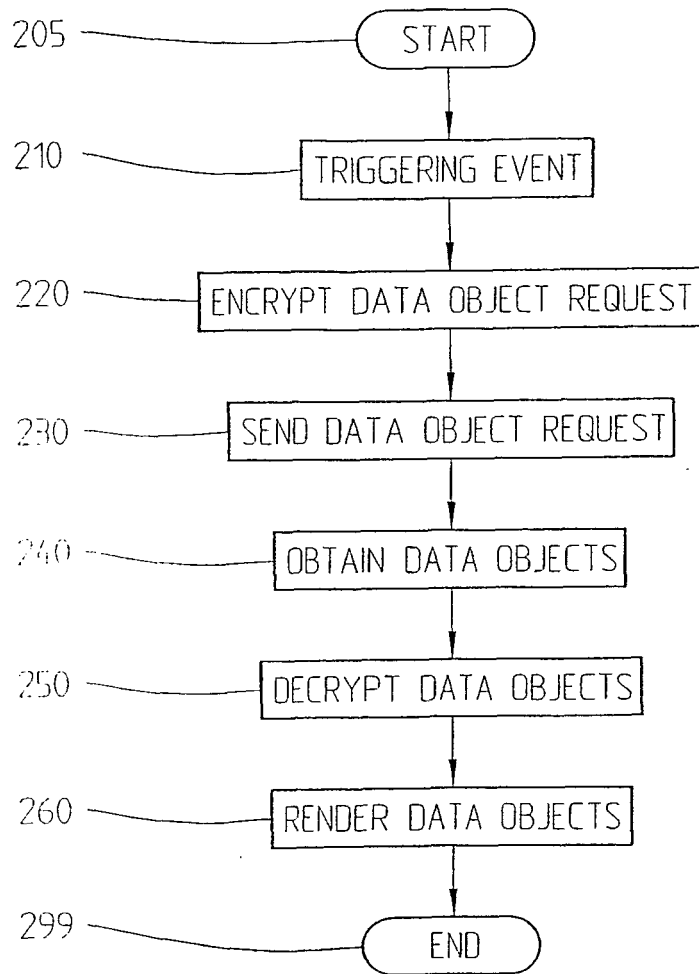 205 START
210 TRIGGERING EVENT
220 ENCRYPT DATA OBJECT REQUEST
230 SEND DATA OBJECT REQUEST
240 OBTAIN DATA OBJECTS
250 DECRYPT DATA OBJECTS
260 RENDER DATA OBJECTS
299 END